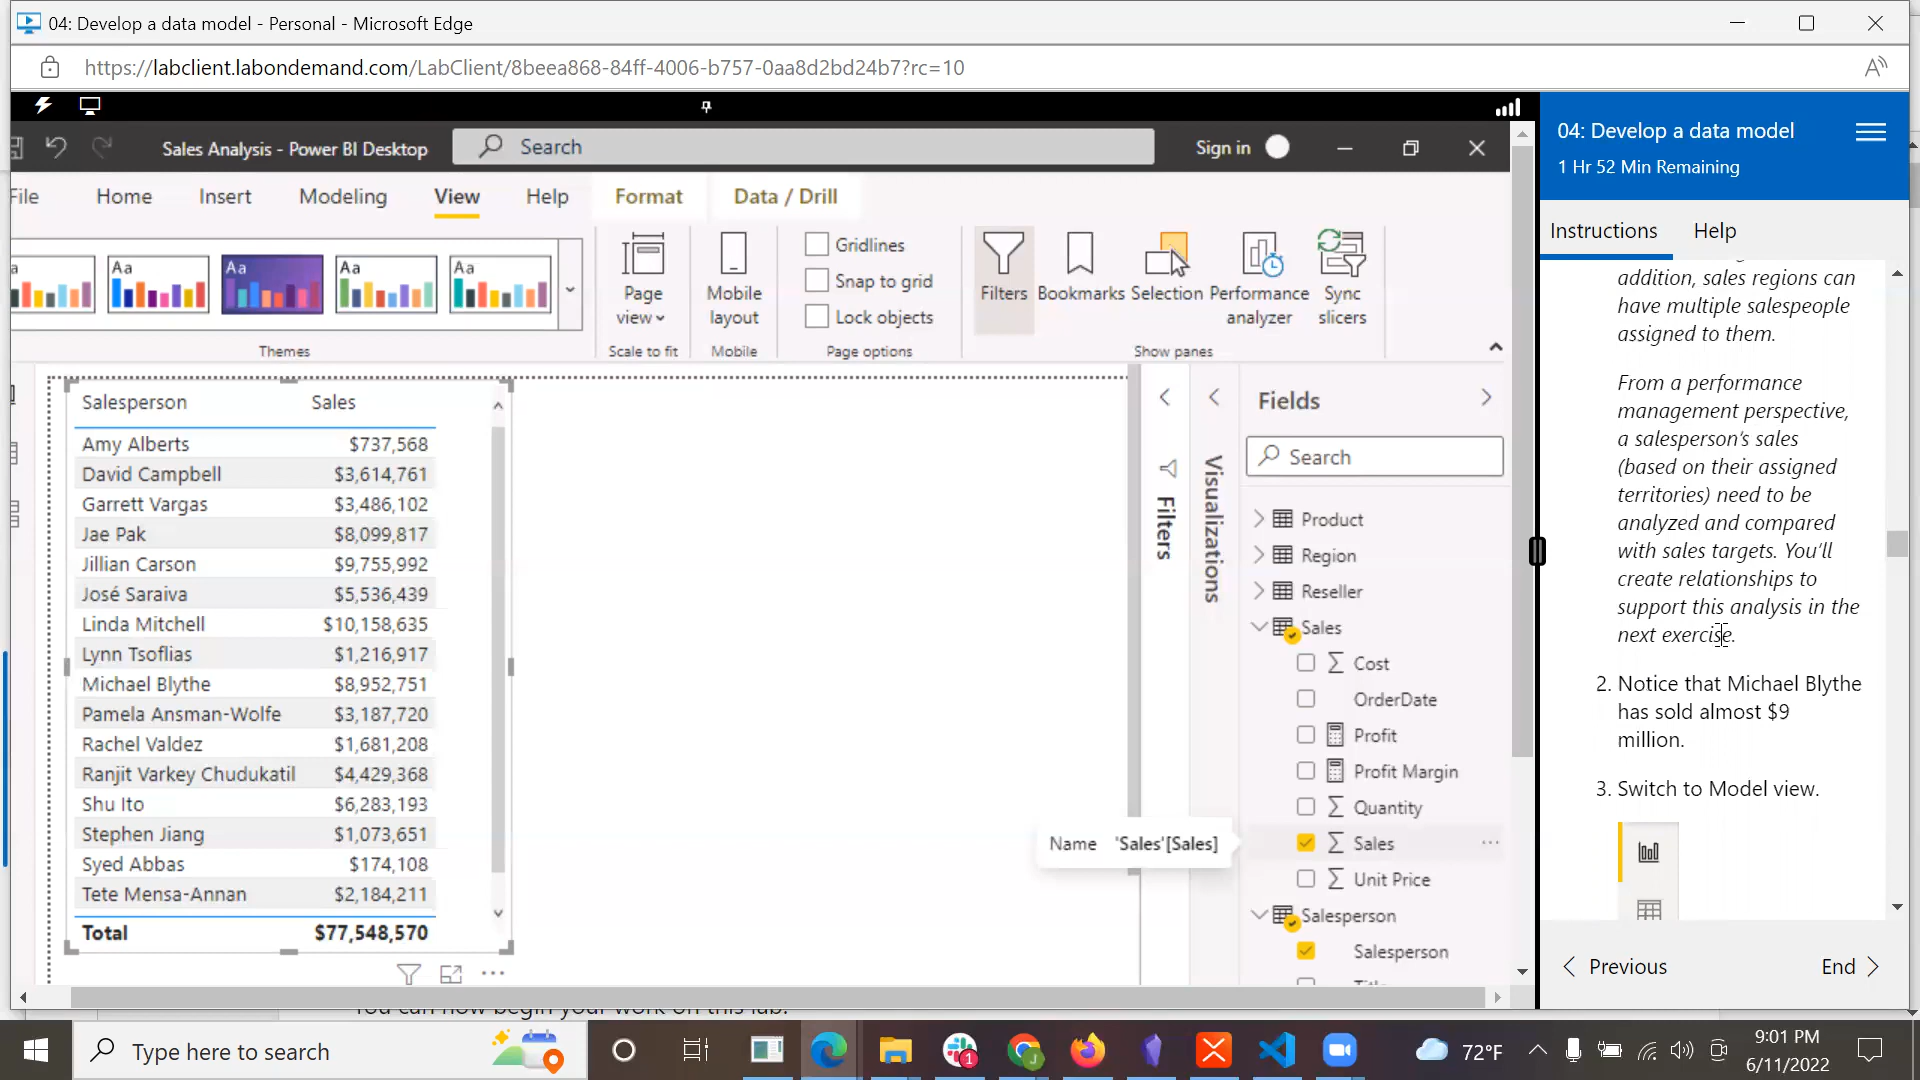 04: Develop a data model - Personal - Microsoft Edge
https://labclient.labondemand.com/LabClient/8beea868-84ff-4006-b757-0aa8d2bd24b7?rc=10
Sales Analysis - Power BI Desktop
Search
Sign in
File
Home
Insert
Modeling
View
Help
Format
Data / Drill
Aa
Aa
Aa
Aa
Page view
Mobile layout
Gridlines
Snap to grid
Lock objects
Filters
Bookmarks
Selection
Performance analyzer
Sync slicers
Themes
Scale to fit
Mobile
Page options
Show panes
Salesperson Sales
Amy Alberts $737,568
David Campbell $3,614,761
Garrett Vargas $3,486,102
Jae Pak $8,099,817
Jillian Carson $9,755,992
José Saraiva $5,536,439
Linda Mitchell $10,158,635
Lynn Tsoflias $1,216,917
Michael Blythe $8,952,751
Pamela Ansman-Wolfe $3,187,720
Rachel Valdez $1,681,208
Ranjit Varkey Chudukatil $4,429,368
Shu Ito $6,283,193
Stephen Jiang $1,073,651
Syed Abbas $174,108
Tete Mensa-Annan $2,184,211
Total $77,548,570
Filters
Visualizations
Fields
Search
Product
Region
Reseller
Sales
Cost
OrderDate
Profit
Profit Margin
Quantity
Sales
Unit Price
Salesperson
Salesperson
Name 'Sales'[Sales]
04: Develop a data model
1 Hr 52 Min Remaining
Instructions
Help
addition, sales regions can
have multiple salespeople
assigned to them.
From a performance
management perspective,
a salesperson's sales
(based on their assigned
territories) need to be
analyzed and compared
with sales targets. You'll
create relationships to
support this analysis in the
next exercise.
2. Notice that Michael Blythe
has sold almost $9
million.
3. Switch to Model view.
Previous
End
You can now begin your work on this lab.
Type here to search
1
72°F
9:01 PM
6/11/2022